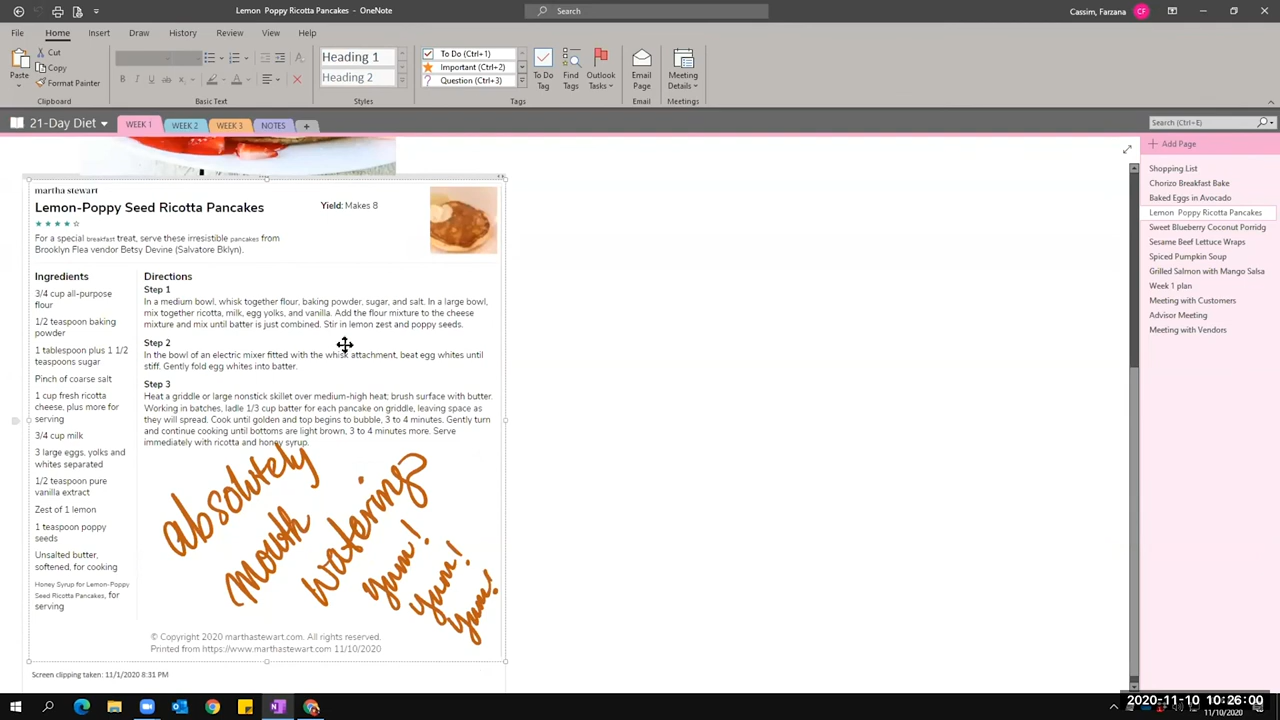 Lemon  Poppy Ricotta Pancakes - OneNote
Search
Cassim, Farzana
CF
File Home Insert Draw History Review View Help
Paste
Cut
Copy
Format Painter
Clipboard
B I U
Basic Text
Heading 1
Heading 2
Styles
To Do (Ctrl+1)
Important (Ctrl+2)
Question (Ctrl+3)
To Do Tag
Find Tags
Outlook Tasks
Tags
Email Page
Email
Meeting Details
Meetings
21-Day Diet
WEEK 1 WEEK 2 WEEK 3 NOTES
Search (Ctrl+E)
martha stewart
Lemon-Poppy Seed Ricotta Pancakes
Yield: Makes 8
For a special breakfast treat, serve these irresistible pancakes from
Brooklyn Flea vendor Betsy Devine (Salvatore Bklyn).
Ingredients
3/4 cup all-purpose
flour
1/2 teaspoon baking
powder
1 tablespoon plus 1 1/2
teaspoons sugar
Pinch of coarse salt
1 cup fresh ricotta
cheese, plus more for
serving
3/4 cup milk
3 large eggs, yolks and
whites separated
1/2 teaspoon pure
vanilla extract
Zest of 1 lemon
1 teaspoon poppy
seeds
Unsalted butter,
softened, for cooking
Honey Syrup for Lemon-Poppy
Seed Ricotta Pancakes, for
serving
Directions
Step 1
In a medium bowl, whisk together flour, baking powder, sugar, and salt. In a large bowl,
mix together ricotta, milk, egg yolks, and vanilla. Add the flour mixture to the cheese
mixture and mix until batter is just combined. Stir in lemon zest and poppy seeds.
Step 2
In the bowl of an electric mixer fitted with the whisk attachment, beat egg whites until
stiff. Gently fold egg whites into batter.
Step 3
Heat a griddle or large nonstick skillet over medium-high heat; brush surface with butter.
Working in batches, ladle 1/3 cup batter for each pancake on griddle, leaving space as
they will spread. Cook until golden and top begins to bubble, 3 to 4 minutes. Gently turn
and continue cooking until bottoms are light brown, 3 to 4 minutes more. Serve
immediately with ricotta and honey syrup.
absolutely
mouth
watering
yum!
yum!
yum!
© Copyright 2020 marthastewart.com. All rights reserved.
Printed from https://www.marthastewart.com 11/10/2020
Screen clipping taken: 11/1/2020 8:31 PM
Add Page
Shopping List
Chorizo Breakfast Bake
Baked Eggs in Avocado
Lemon  Poppy Ricotta Pancakes
Sweet Blueberry Coconut Porridg
Sesame Beef Lettuce Wraps
Spiced Pumpkin Soup
Grilled Salmon with Mango Salsa
Week 1 plan
Meeting with Customers
Advisor Meeting
Meeting with Vendors
2020-11-10 10:26:00
11/10/2020